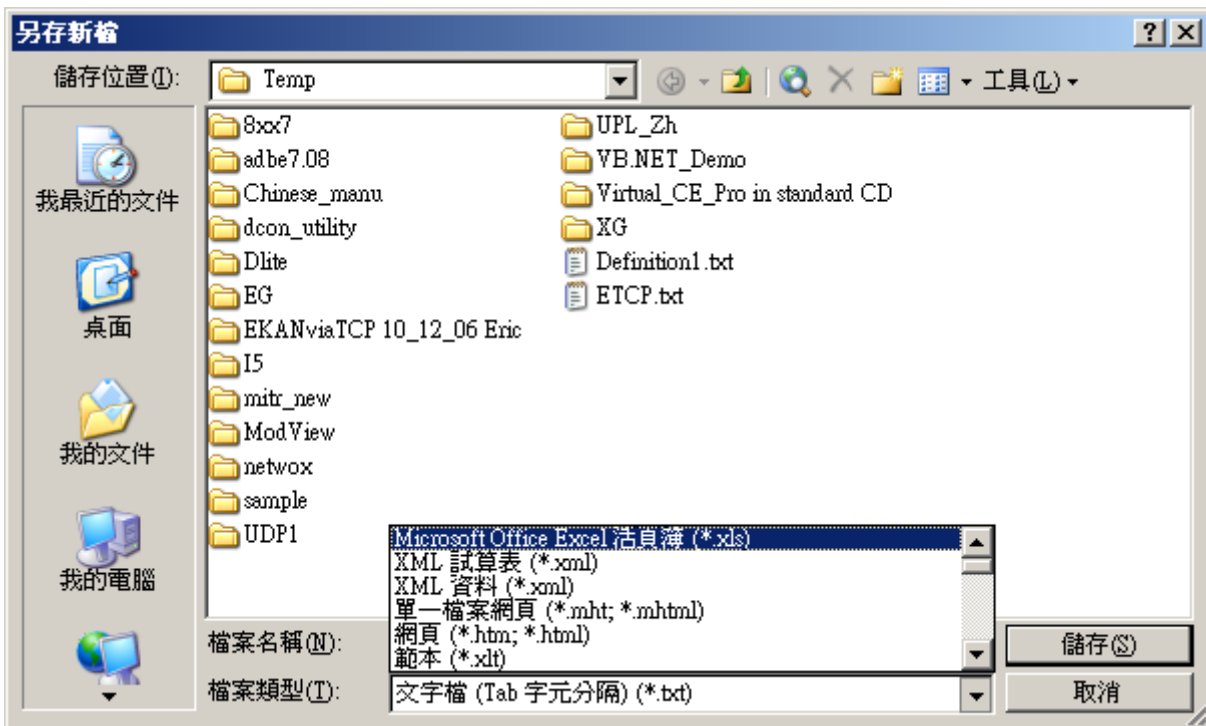 另存新檔
儲存位置(I):
Temp
工具(L)
我最近的文件
桌面
我的文件
我的電腦
8xx7
adbe7.08
Chinese_manu
dcon_utility
Dlite
EG
EKANviaTCP 10_12_06 Eric
I5
mitr_new
ModView
netwox
sample
UDP1
UPL_Zh
VB.NET_Demo
Virtual_CE_Pro in standard CD
XG
Definition1.txt
ETCP.txt
Microsoft Office Excel 活頁簿 (*.xls)
XML 試算表 (*.xml)
XML 資料 (*.xml)
單一檔案網頁 (*.mht; *.mhtml)
網頁 (*.htm; *.html)
範本 (*.xlt)
檔案名稱(N):
儲存(S)
檔案類型(T):
文字檔 (Tab 字元分隔) (*.txt)
取消